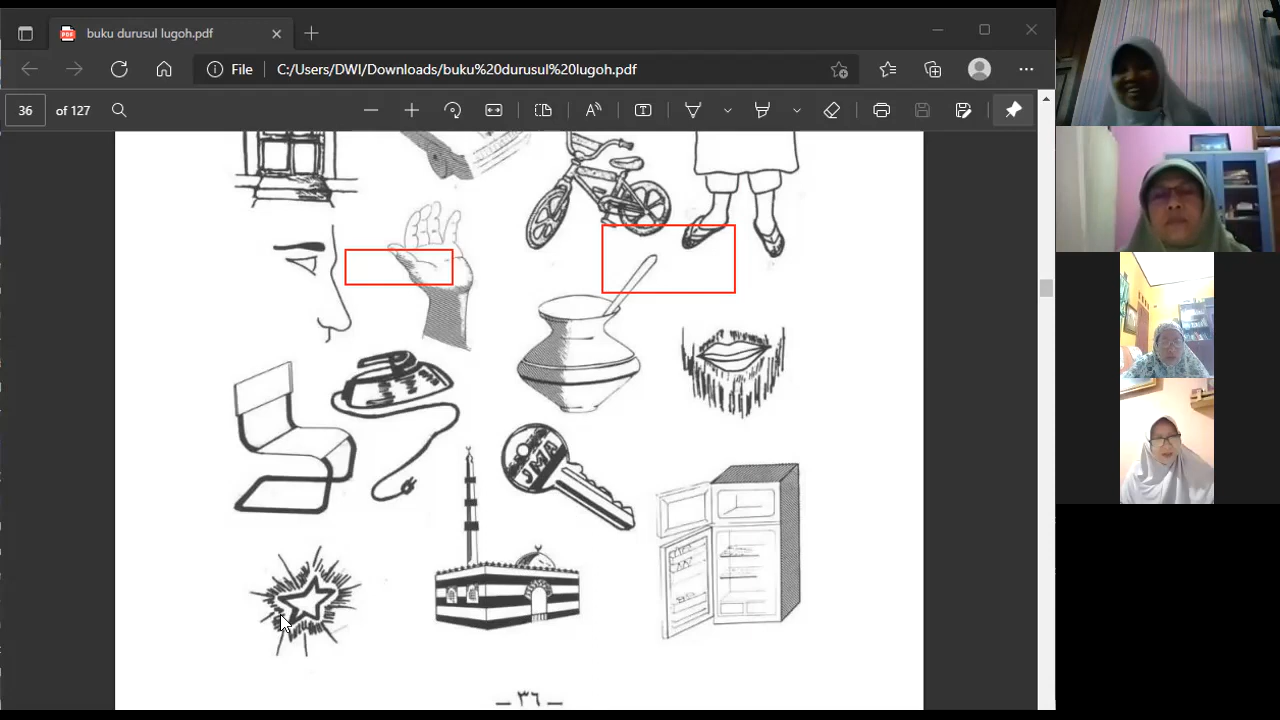 buku durusul lugoh.pdf
File
C:/Users/DWI/Downloads/buku%20durusul%20lugoh.pdf
36 of 127
JMA
– ٣٦ –